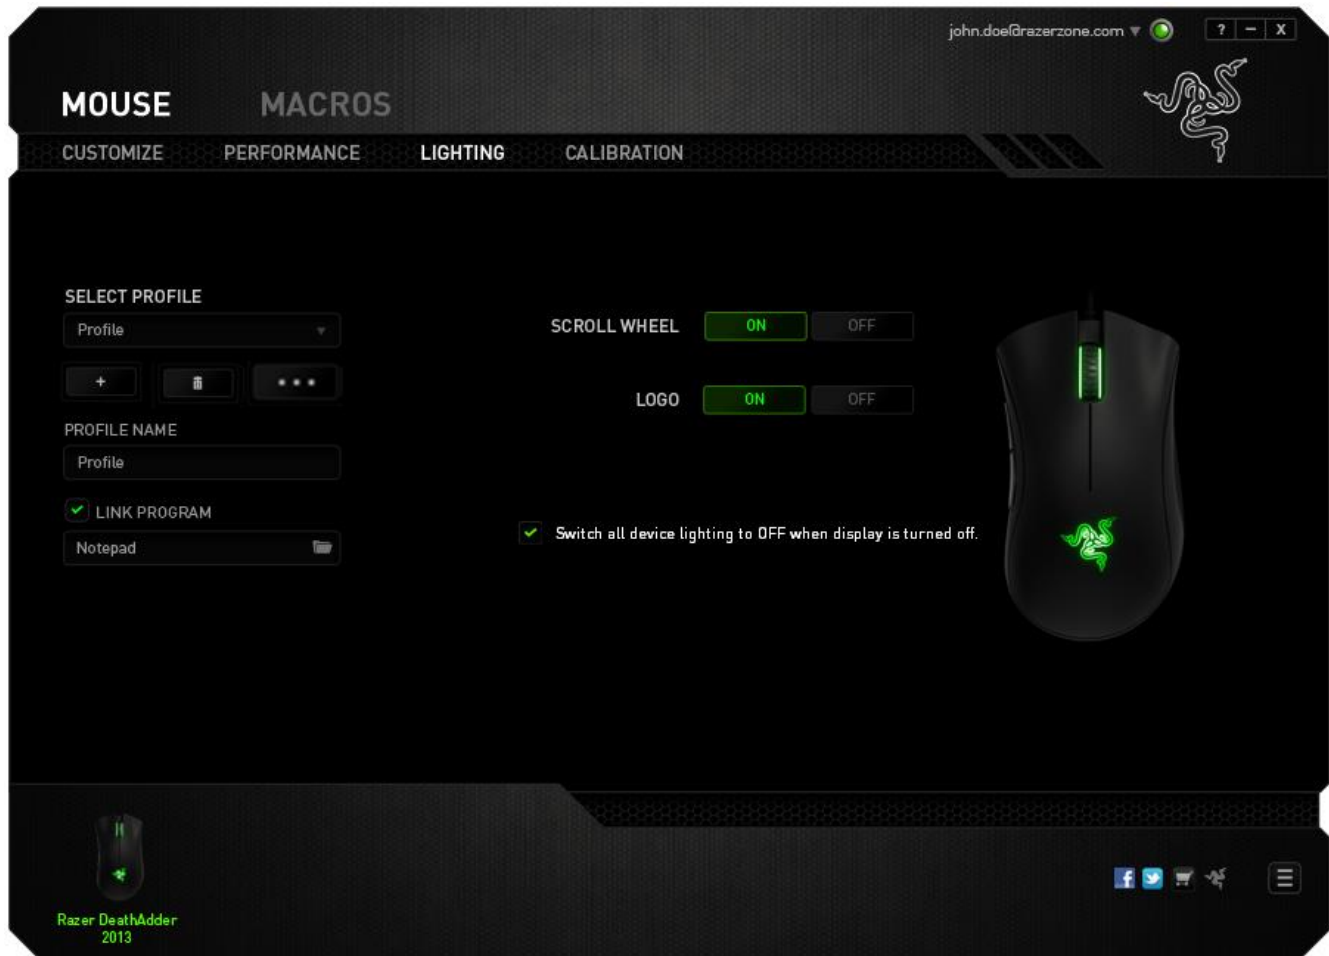 john.doe@razerzone.com
? – X
MOUSE MACROS
CUSTOMIZE PERFORMANCE LIGHTING CALIBRATION
SELECT PROFILE
Profile
+
PROFILE NAME
Profile
LINK PROGRAM
Notepad
SCROLL WHEEL ON OFF
LOGO ON OFF
Switch all device lighting to OFF when display is turned off.
Razer DeathAdder
2013